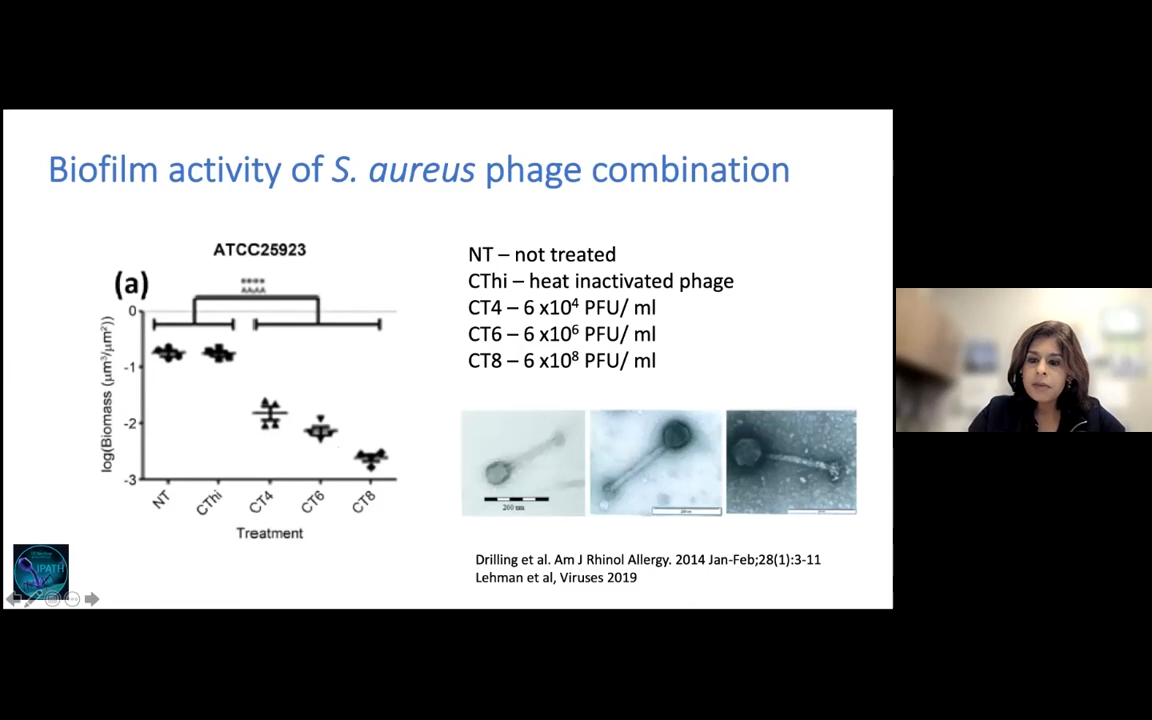 Biofilm activity of S. aureus phage combination
ATCC25923
(a)
****
0
-1
-2
-3
log(Biomass (μm³/μm²))
NT
CThi
CT4
CT6
CT8
Treatment
NT – not treated
CThi – heat inactivated phage
CT4 – 6 x10⁴ PFU/ ml
CT6 – 6 x10⁶ PFU/ ml
CT8 – 6 x10⁸ PFU/ ml
200 nm
Drilling et al. Am J Rhinol Allergy. 2014 Jan-Feb;28(1):3-11
Lehman et al, Viruses 2019
IPATH